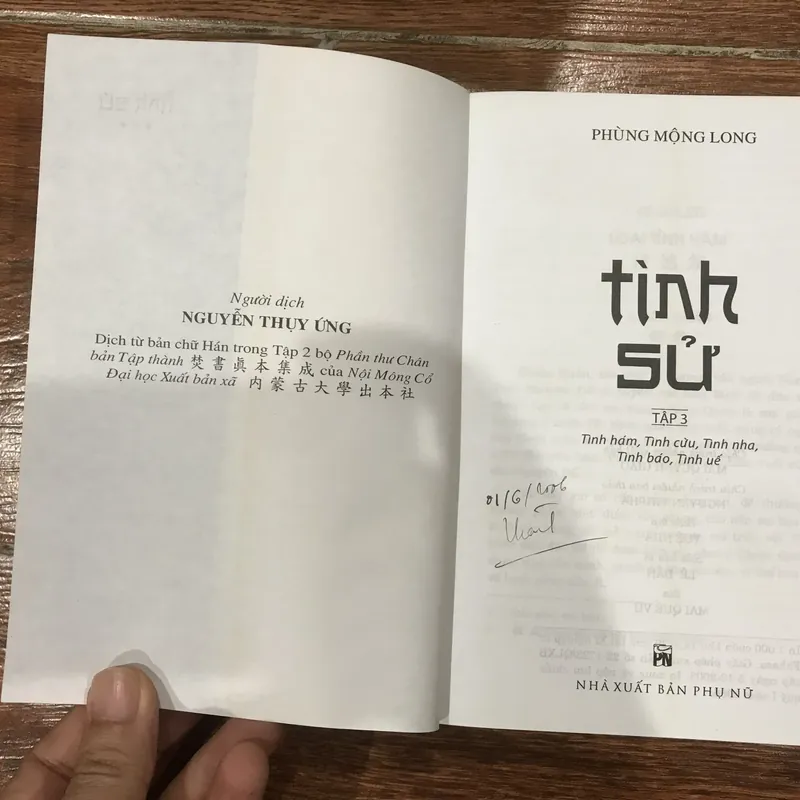 Người dịch
NGUYỄN THỤY ỨNG
Dịch từ bản chữ Hán trong Tập 2 bộ Phần thư Chân
bản Tập thành 焚書眞本集成 của Nội Mông Cổ
Đại học Xuất bản xã 内蒙古大學出本社
PHÙNG MỘNG LONG
tình
sử
TẬP 3
Tình hám, Tình cừu, Tình nha,
Tình báo, Tình uế
01/6/2006
PN
NHÀ XUẤT BẢN PHỤ NỮ